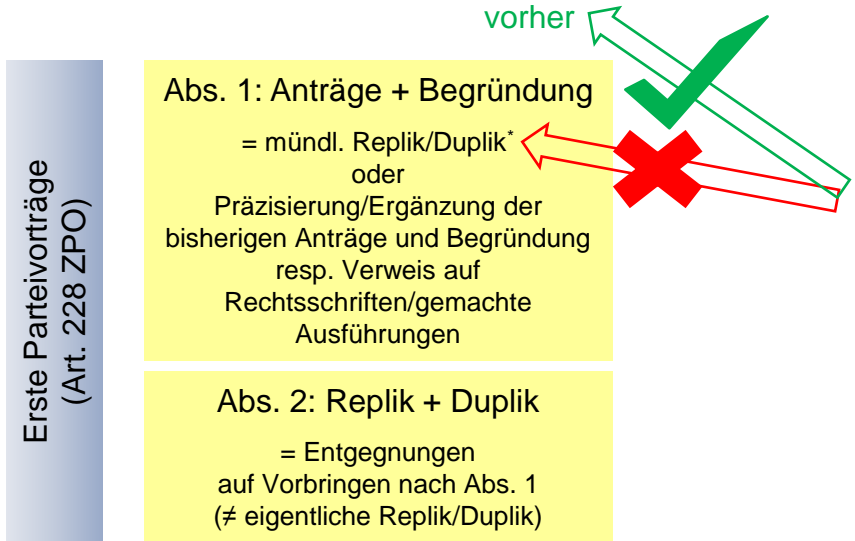 vorher
Erste Parteivorträge
(Art. 228 ZPO)
Abs. 1: Anträge + Begründung
= mündl. Replik/Duplik*
oder
Präzisierung/Ergänzung der
bisherigen Anträge und Begründung
resp. Verweis auf
Rechtsschriften/gemachte
Ausführungen
Abs. 2: Replik + Duplik
= Entgegnungen
auf Vorbringen nach Abs. 1
(≠ eigentliche Replik/Duplik)